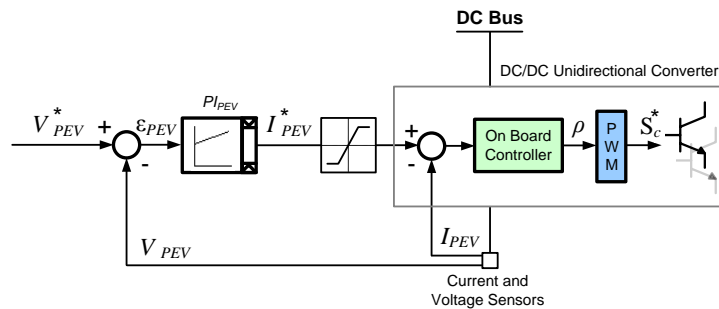 DC Bus
DC/DC Unidirectional Converter
V*PEV
+
-
εPEV
PIPEV
I*PEV
+
-
On Board
Controller
ρ
P
W
M
S*c
VPEV
IPEV
Current and
Voltage Sensors